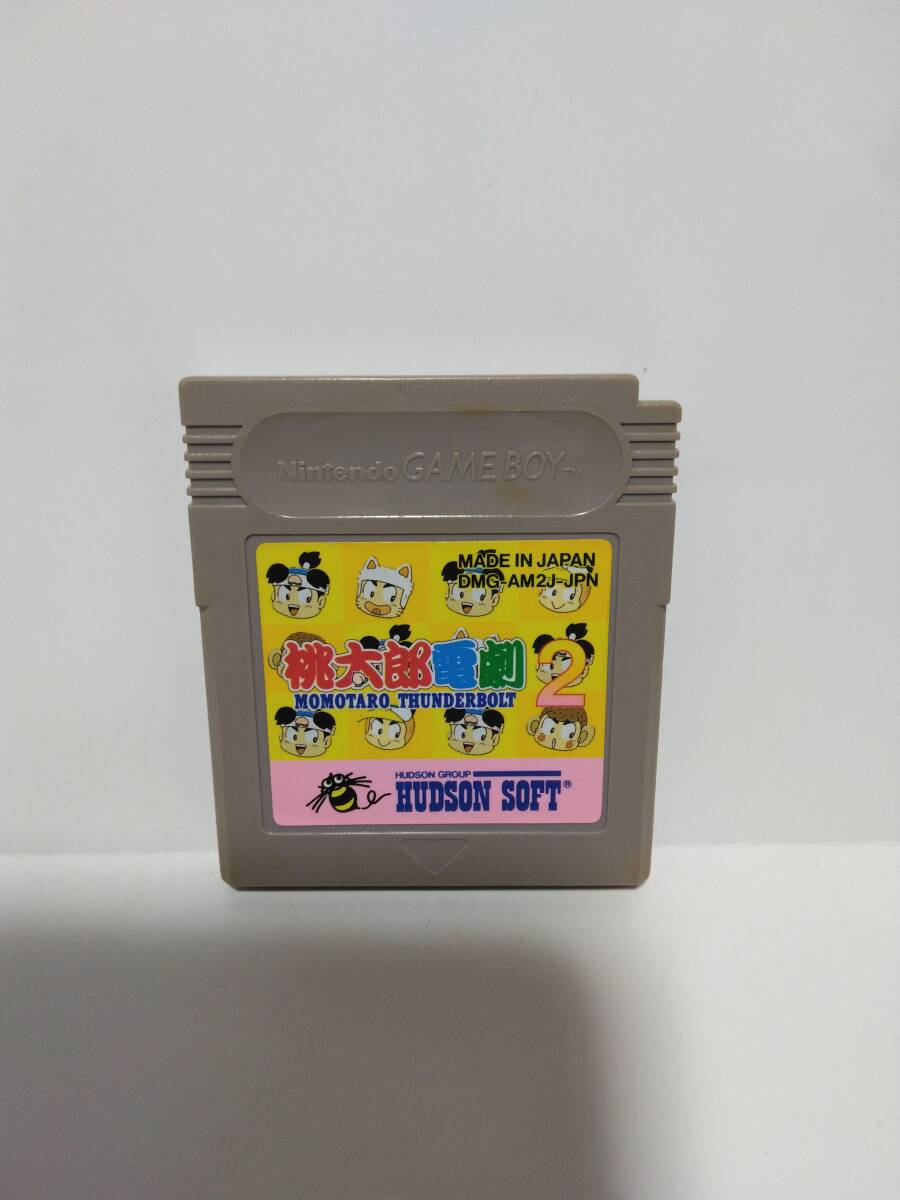 Nintendo GAME BOY TM
MADE IN JAPAN
DMG-AM2J-JPN
桃太郎電劇2
MOMOTARO THUNDERBOLT
HUDSON GROUP
HUDSON SOFT®